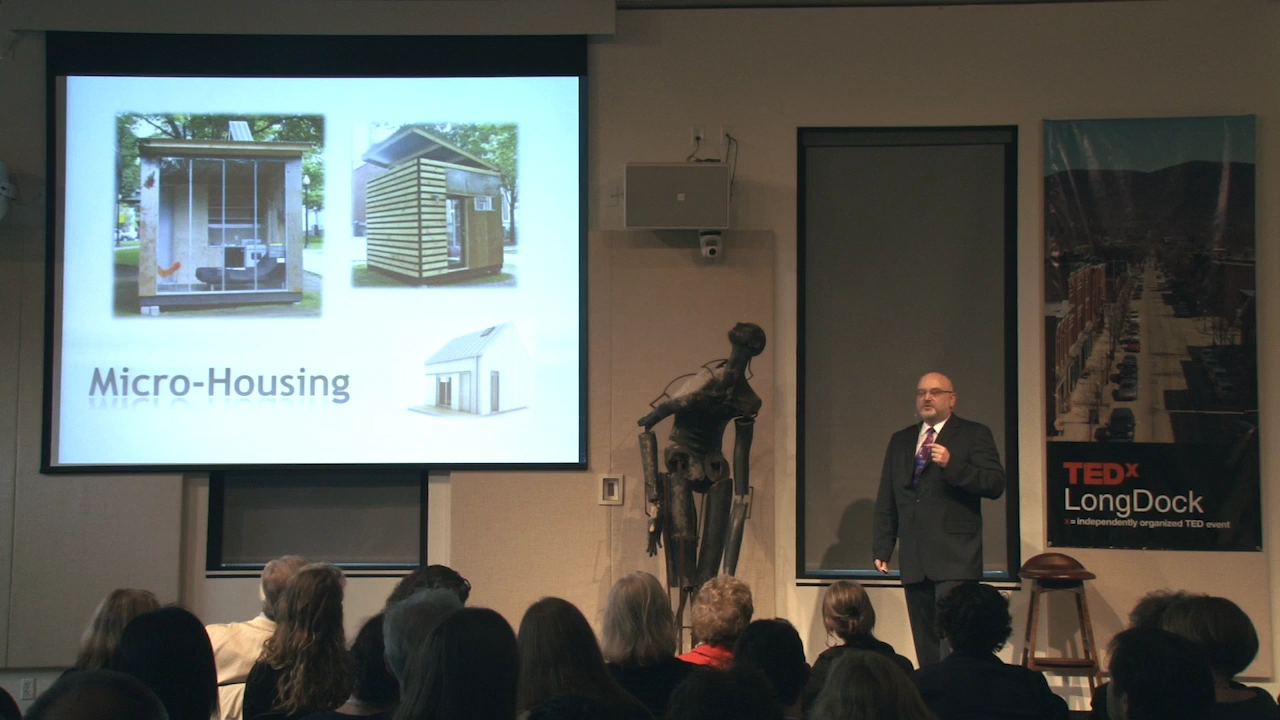 Micro-Housing
TEDx
LongDock
x = independently organized TED event